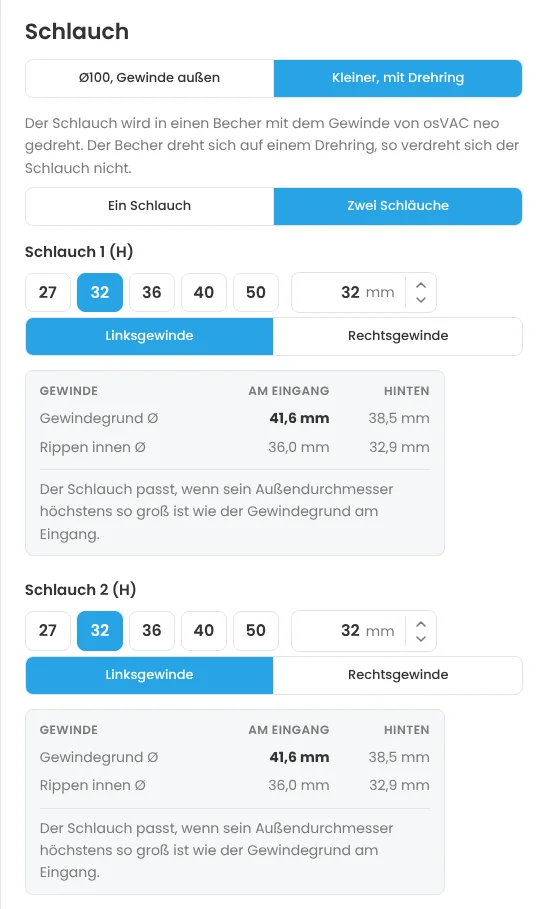 Schlauch
Ø100, Gewinde außen
Kleiner, mit Drehring
Der Schlauch wird in einen Becher mit dem Gewinde von osVAC neo
gedreht. Der Becher dreht sich auf einem Drehring, so verdreht sich der
Schlauch nicht.
Ein Schlauch
Zwei Schläuche
Schlauch 1 (H)
27 32 36 40 50 32 mm
Linksgewinde
Rechtsgewinde
GEWINDE AM EINGANG HINTEN
Gewindegrund Ø 41,6 mm 38,5 mm
Rippen innen Ø 36,0 mm 32,9 mm
Der Schlauch passt, wenn sein Außendurchmesser
höchstens so groß ist wie der Gewindegrund am
Eingang.
Schlauch 2 (H)
27 32 36 40 50 32 mm
Linksgewinde
Rechtsgewinde
GEWINDE AM EINGANG HINTEN
Gewindegrund Ø 41,6 mm 38,5 mm
Rippen innen Ø 36,0 mm 32,9 mm
Der Schlauch passt, wenn sein Außendurchmesser
höchstens so groß ist wie der Gewindegrund am
Eingang.